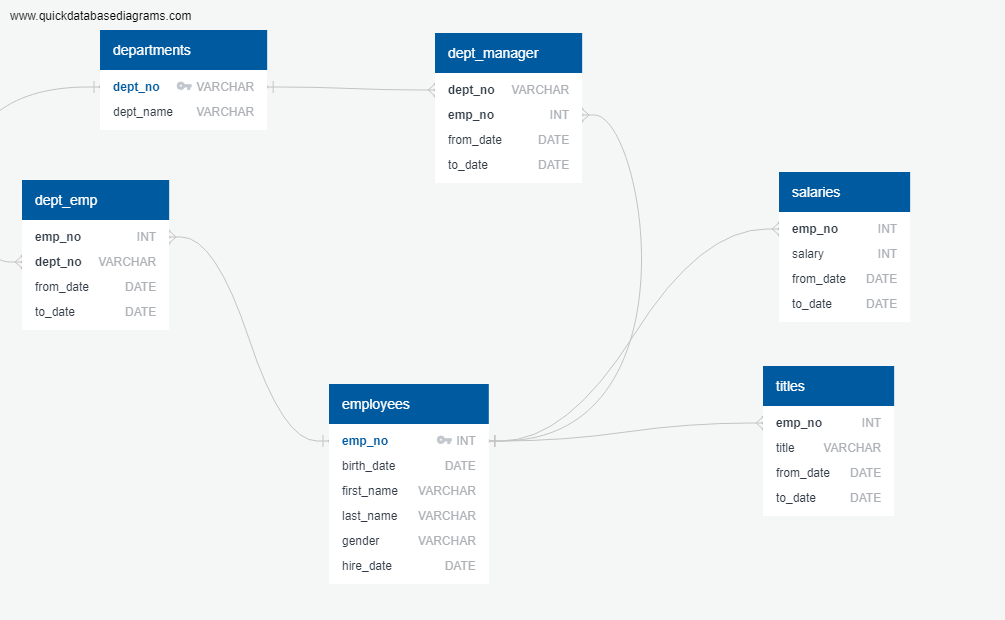 www.quickdatabasediagrams.com
departments
dept_no VARCHAR
dept_name VARCHAR
dept_manager
dept_no VARCHAR
emp_no INT
from_date DATE
to_date DATE
dept_emp
emp_no INT
dept_no VARCHAR
from_date DATE
to_date DATE
salaries
emp_no INT
salary INT
from_date DATE
to_date DATE
employees
emp_no INT
birth_date DATE
first_name VARCHAR
last_name VARCHAR
gender VARCHAR
hire_date DATE
titles
emp_no INT
title VARCHAR
from_date DATE
to_date DATE